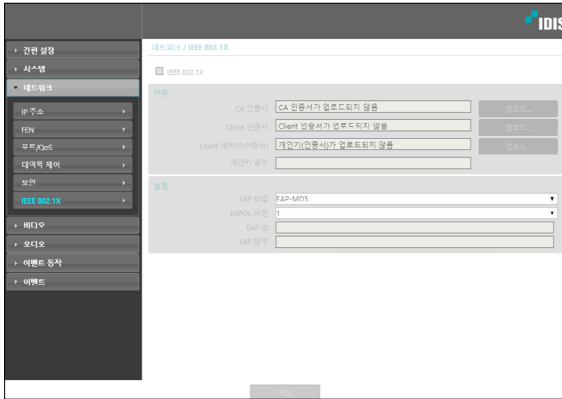 IDIS
네트워크 / IEEE 802.1X
간편 설정
시스템
네트워크
IP 주소
FEN
포트/QoS
대역폭 제어
보안
IEEE 802.1X
비디오
오디오
이벤트 동작
이벤트
IEEE 802.1X
인증
CA 인증서 CA 인증서가 업로드되지 않음 업로드...
Client 인증서 Client 인증서가 업로드되지 않음 업로드...
Client 개인키(인증서) 개인키(인증서)가 업로드되지 않음 업로드...
개인키 암호
설정
EAP 타입 EAP-MD5
EAPOL 버전 1
EAP ID
EAP 암호
저장